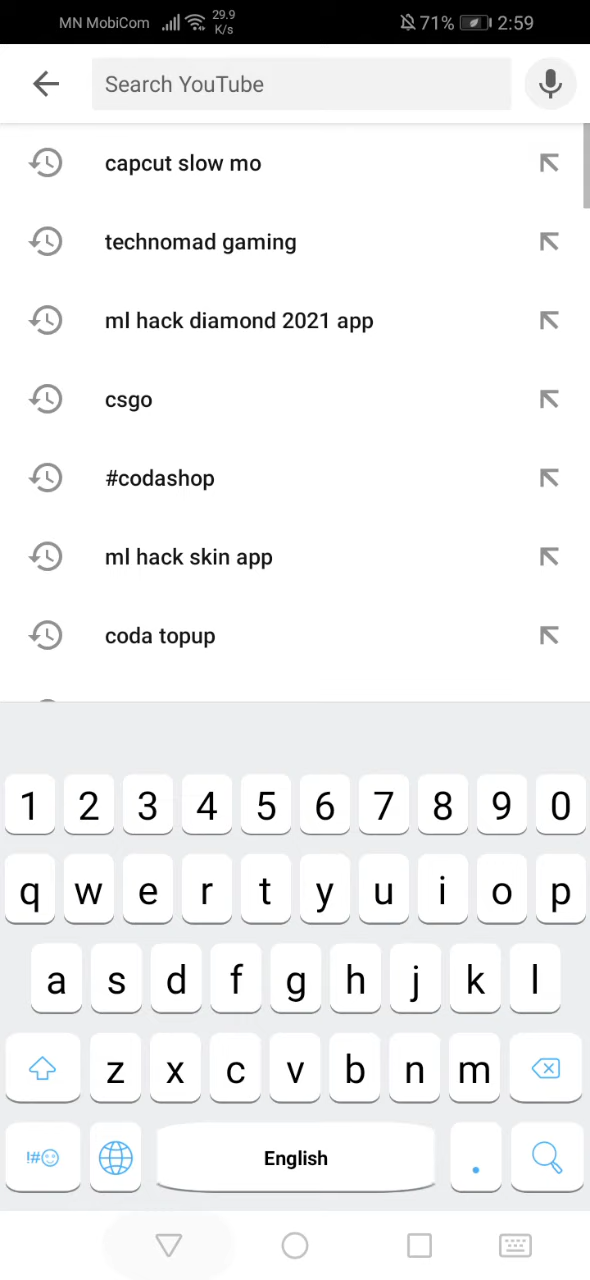 MN MobiCom 29.9 K/s 71% 2:59
Search YouTube
capcut slow mo
technomad gaming
ml hack diamond 2021 app
csgo
#codashop
ml hack skin app
coda topup
1 2 3 4 5 6 7 8 9 0
q w e r t y u i o p
a s d f g h j k l
z x c v b n m
!#☺ English .